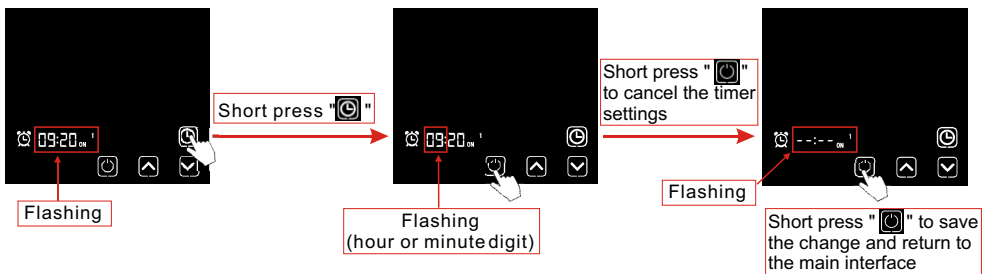 09:20 ON 1
Flashing
Short press " "
09:20 ON 1
Flashing
(hour or minute digit)
Short press " "
to cancel the timer
settings
--:-- ON 1
Flashing
Short press " " to save
the change and return to
the main interface